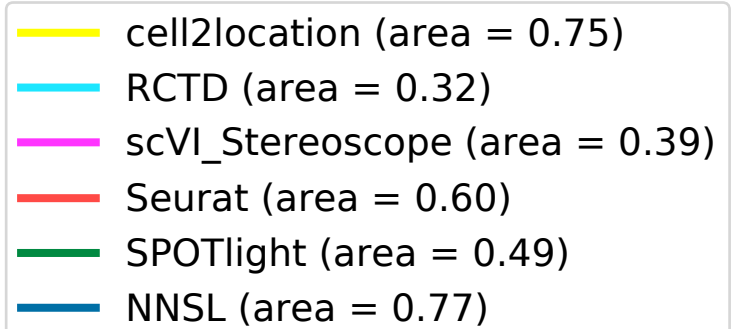 cell2location (area = 0.75)
RCTD (area = 0.32)
scVI_Stereoscope (area = 0.39)
Seurat (area = 0.60)
SPOTlight (area = 0.49)
NNSL (area = 0.77)